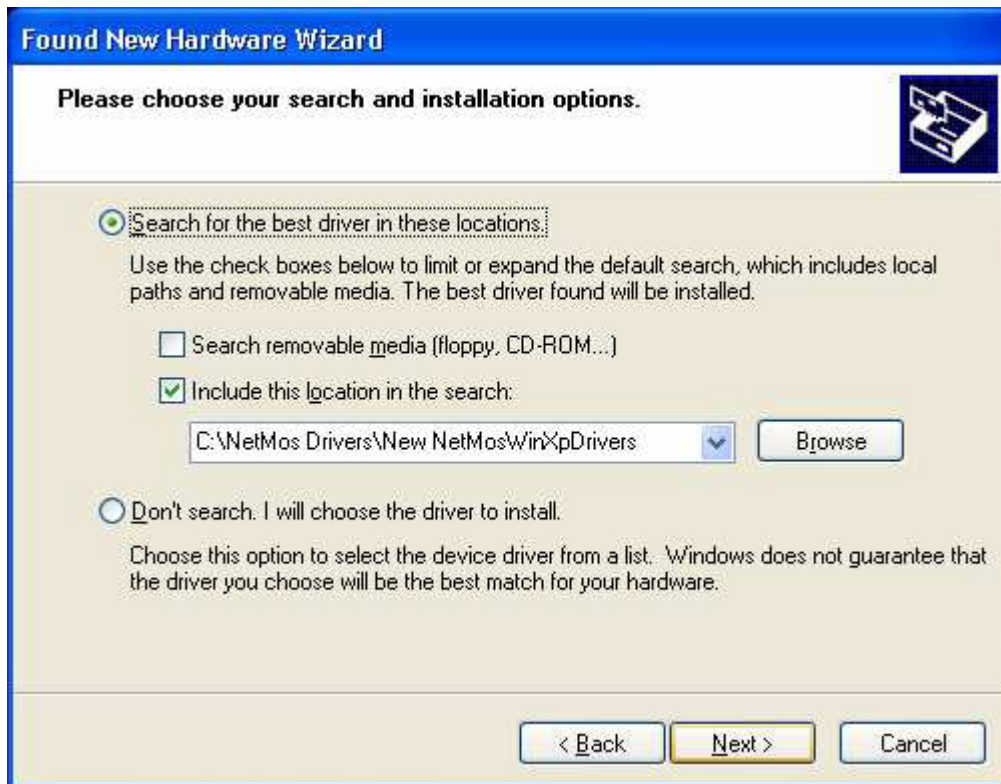 Found New Hardware Wizard
Please choose your search and installation options.
Search for the best driver in these locations.
Use the check boxes below to limit or expand the default search, which includes local
paths and removable media. The best driver found will be installed.
Search removable media (floppy, CD-ROM...)
Include this location in the search:
C:\NetMos Drivers\New NetMosWinXpDrivers
Browse
Don't search. I will choose the driver to install.
Choose this option to select the device driver from a list. Windows does not guarantee that
the driver you choose will be the best match for your hardware.
< Back
Next >
Cancel